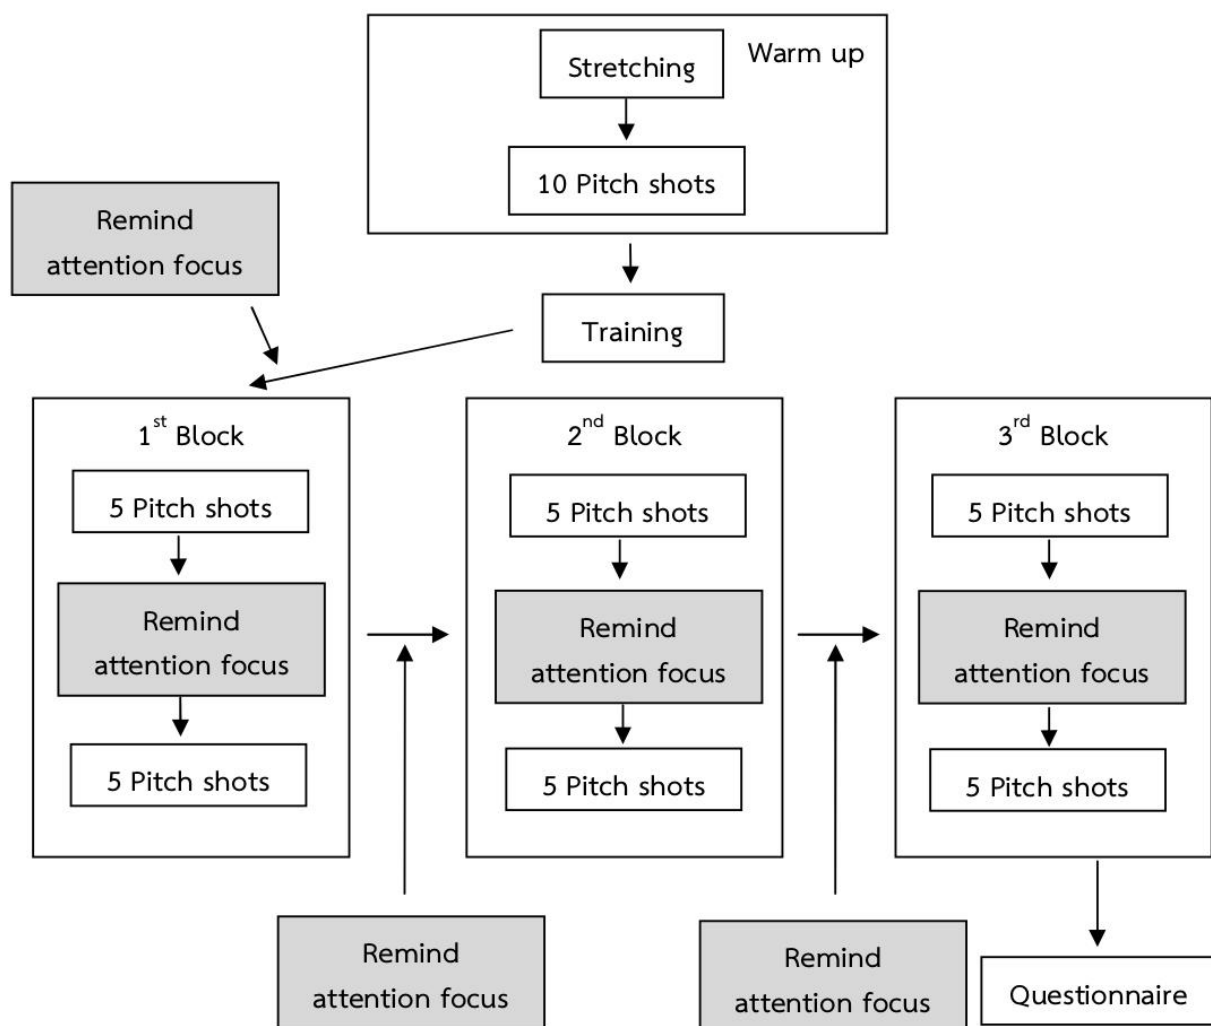 Warm up
Stretching
10 Pitch shots
Remind
attention focus
Training
1st Block
5 Pitch shots
Remind
attention focus
5 Pitch shots
2nd Block
5 Pitch shots
Remind
attention focus
5 Pitch shots
3rd Block
5 Pitch shots
Remind
attention focus
5 Pitch shots
Remind
attention focus
Remind
attention focus
Questionnaire